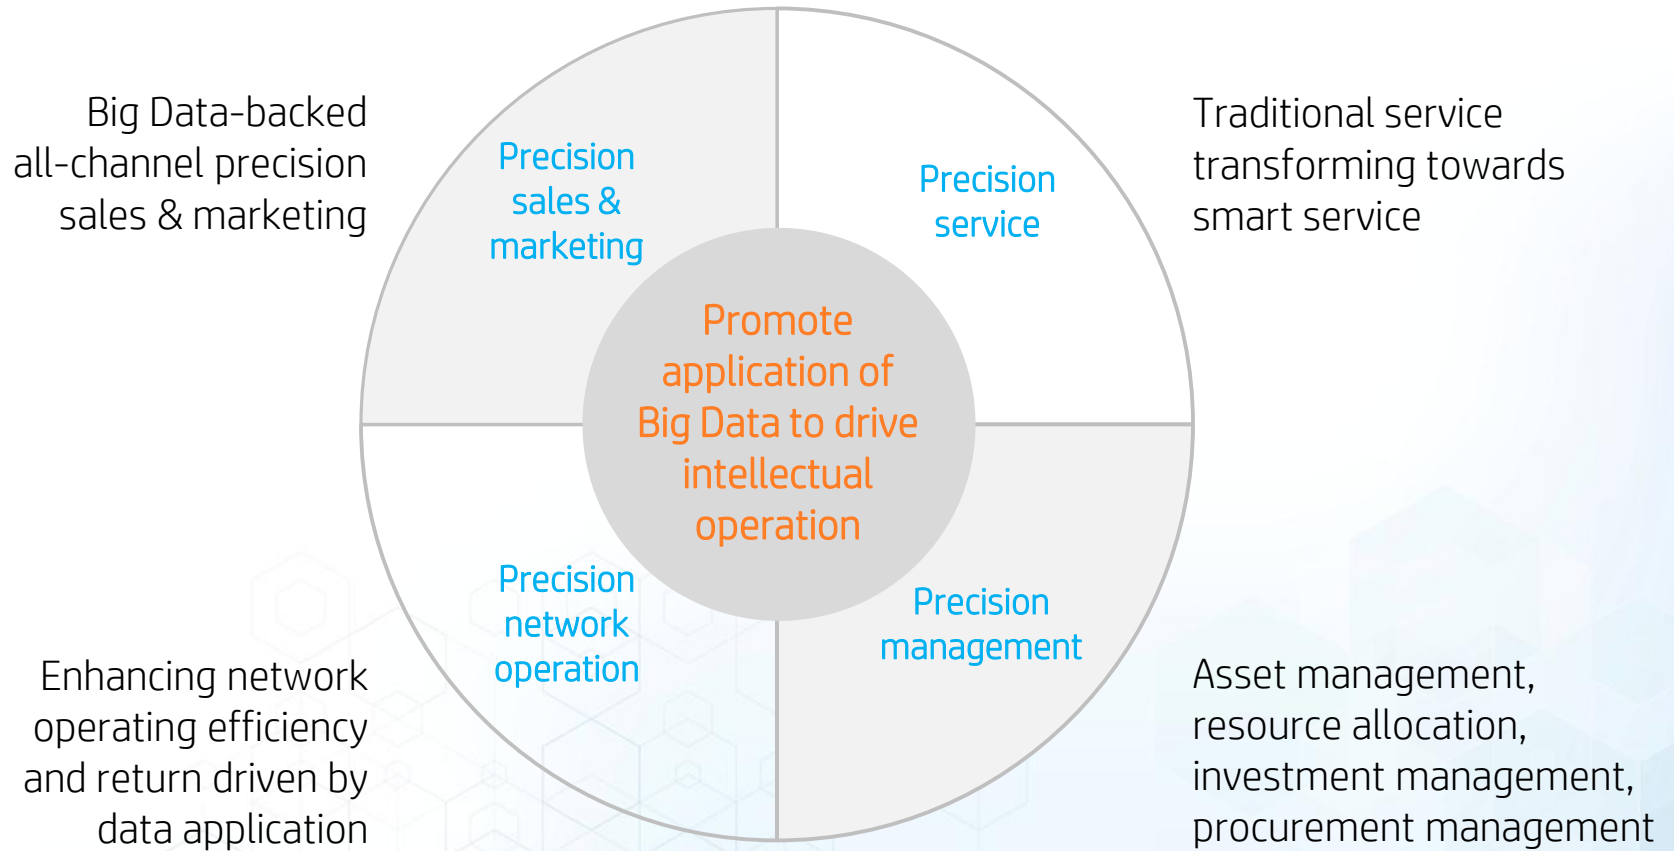 Big Data-backed
all-channel precision
sales & marketing
Precision
sales &
marketing
Precision
service
Traditional service
transforming towards
smart service
Promote
application of
Big Data to drive
intellectual
operation
Enhancing network
operating efficiency
and return driven by
data application
Precision
network
operation
Precision
management
Asset management,
resource allocation,
investment management,
procurement management